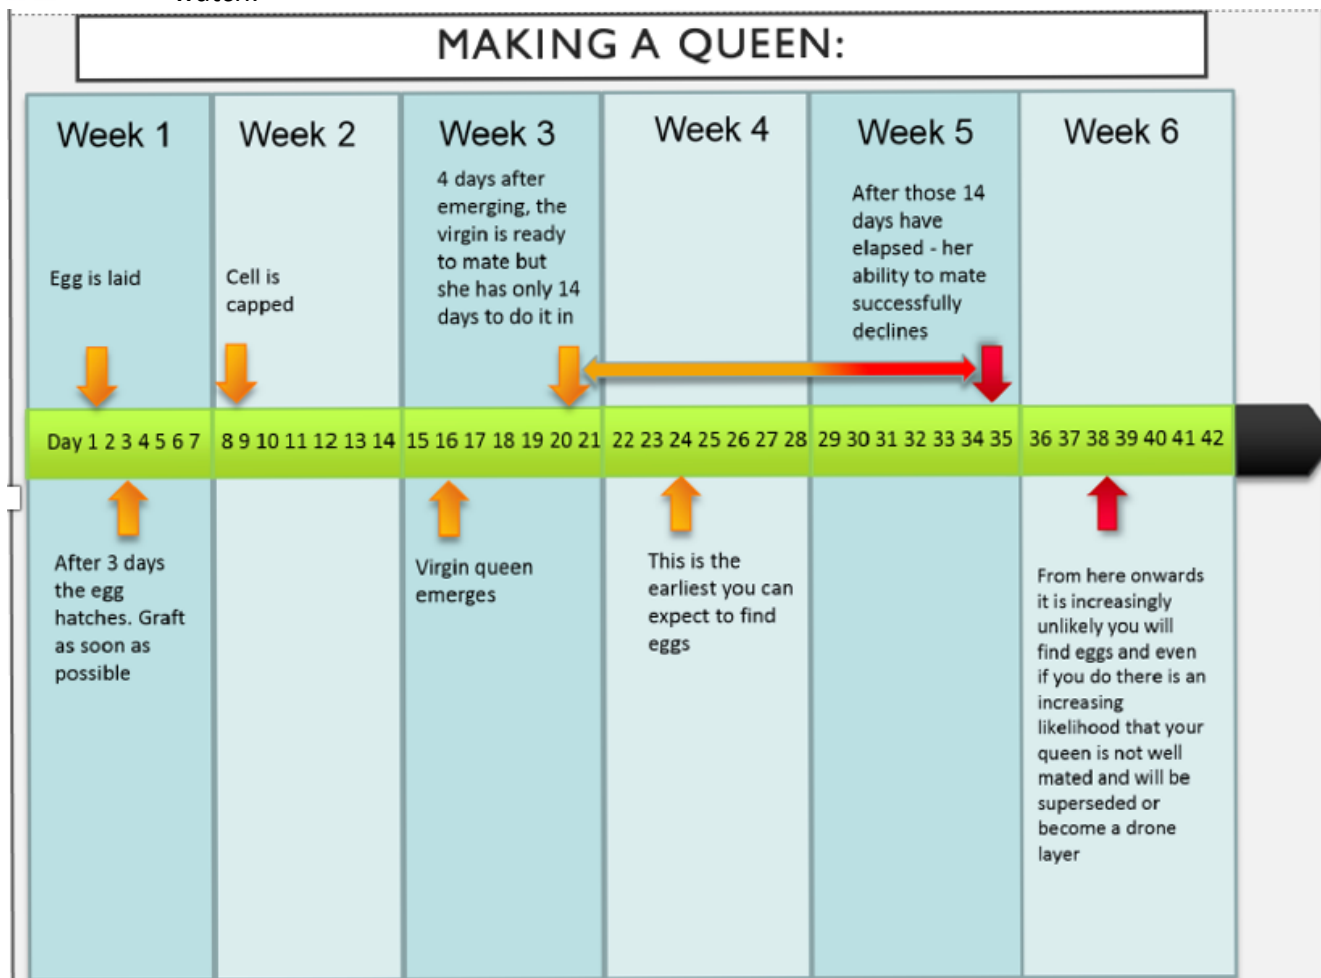 MAKING A QUEEN:
Week 1
Week 2
Week 3
Week 4
Week 5
Week 6
Egg is laid
Cell is
capped
4 days after
emerging, the
virgin is ready
to mate but
she has only 14
days to do it in
After those 14
days have
elapsed - her
ability to mate
successfully
declines
Day 1 2 3 4 5 6 7 8 9 10 11 12 13 14 15 16 17 18 19 20 21 22 23 24 25 26 27 28 29 30 31 32 33 34 35 36 37 38 39 40 41 42
After 3 days
the egg
hatches. Graft
as soon as
possible
Virgin queen
emerges
This is the
earliest you can
expect to find
eggs
From here onwards
it is increasingly
unlikely you will
find eggs and even
if you do there is an
increasing
likelihood that your
queen is not well
mated and will be
superseded or
become a drone
layer